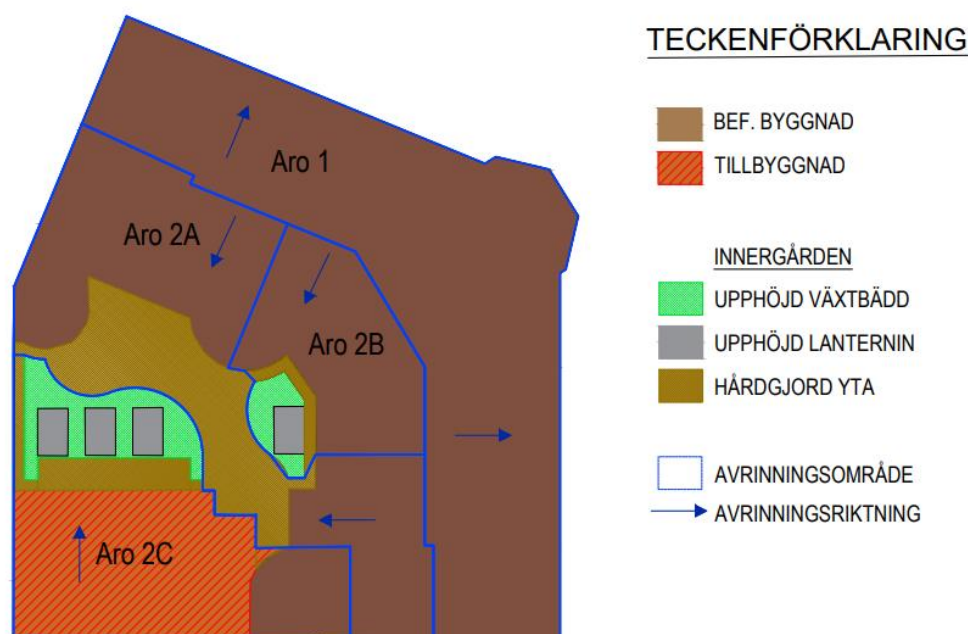 TECKENFÖRKLARING
BEF. BYGGNAD
TILLBYGGNAD
INNERGÅRDEN
UPPHÖJD VÄXTBÄDD
UPPHÖJD LANTERNIN
HÅRDGJORD YTA
AVRINNINGSOMRÅDE
AVRINNINGSRIKTNING
Aro 1
Aro 2A
Aro 2B
Aro 2C